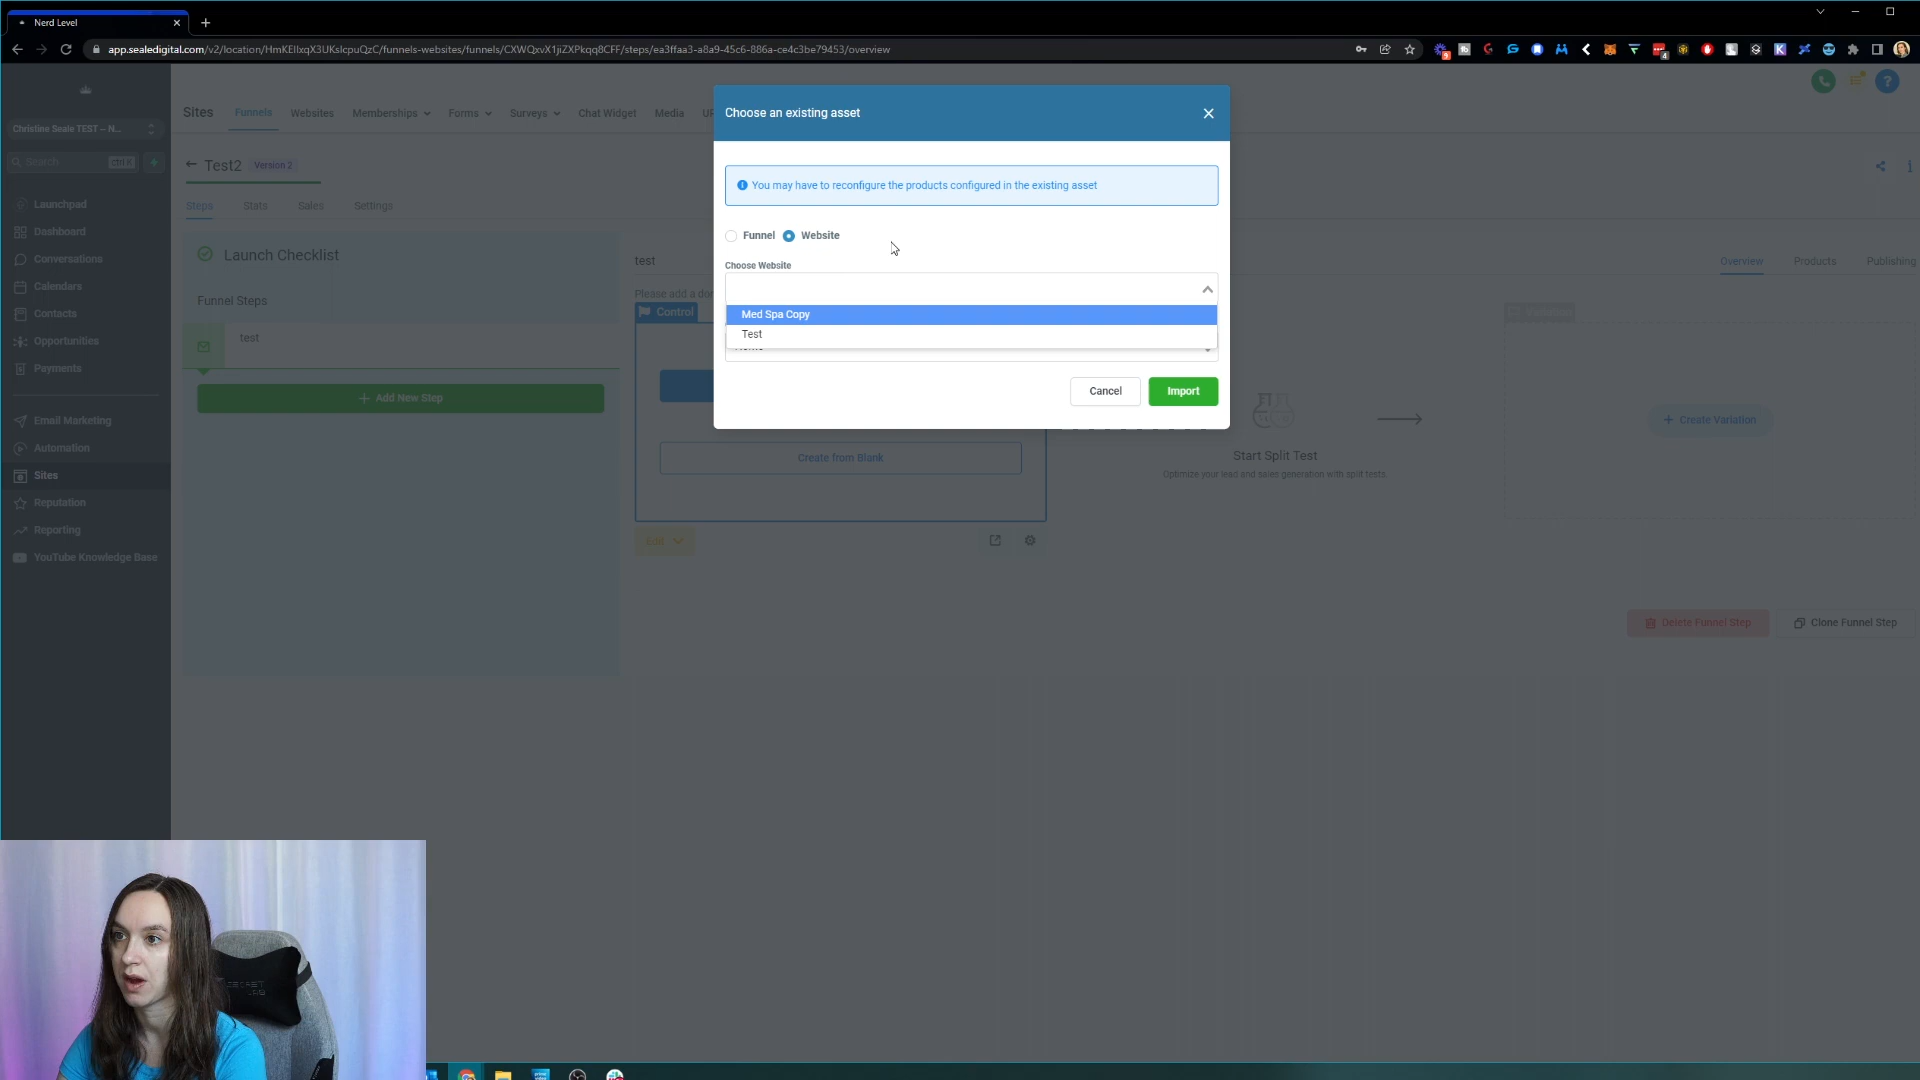 Nerd Level
app.sealedigital.com/v2/location/HmKEllxqX3UKslcpuQzC/funnels-websites/funnels/CXWQxvX1jiZXPkqq8CFF/steps/ea3ffaa3-a8a9-45c6-886a-ce4c3be79453/overview
Christine Seale TEST – N...
Search ctrl K
Launchpad
Dashboard
Conversations
Calendars
Contacts
Opportunities
Payments
Email Marketing
Automation
Sites
Reputation
Reporting
YouTube Knowledge Base
Sites Funnels Websites Memberships Forms Surveys Chat Widget Media
Test2 Version 2
Steps Stats Sales Settings
Launch Checklist
Funnel Steps
test
+ Add New Step
test
Overview Products Publishing
Please add a do
Control
Create from Blank
Edit
Start Split Test
Optimize your lead and sales generation with split tests
+ Create Variation
Delete Funnel Step
Clone Funnel Step
Choose an existing asset
You may have to reconfigure the products configured in the existing asset
Funnel Website
Choose Website
Med Spa Copy
Test
Cancel Import